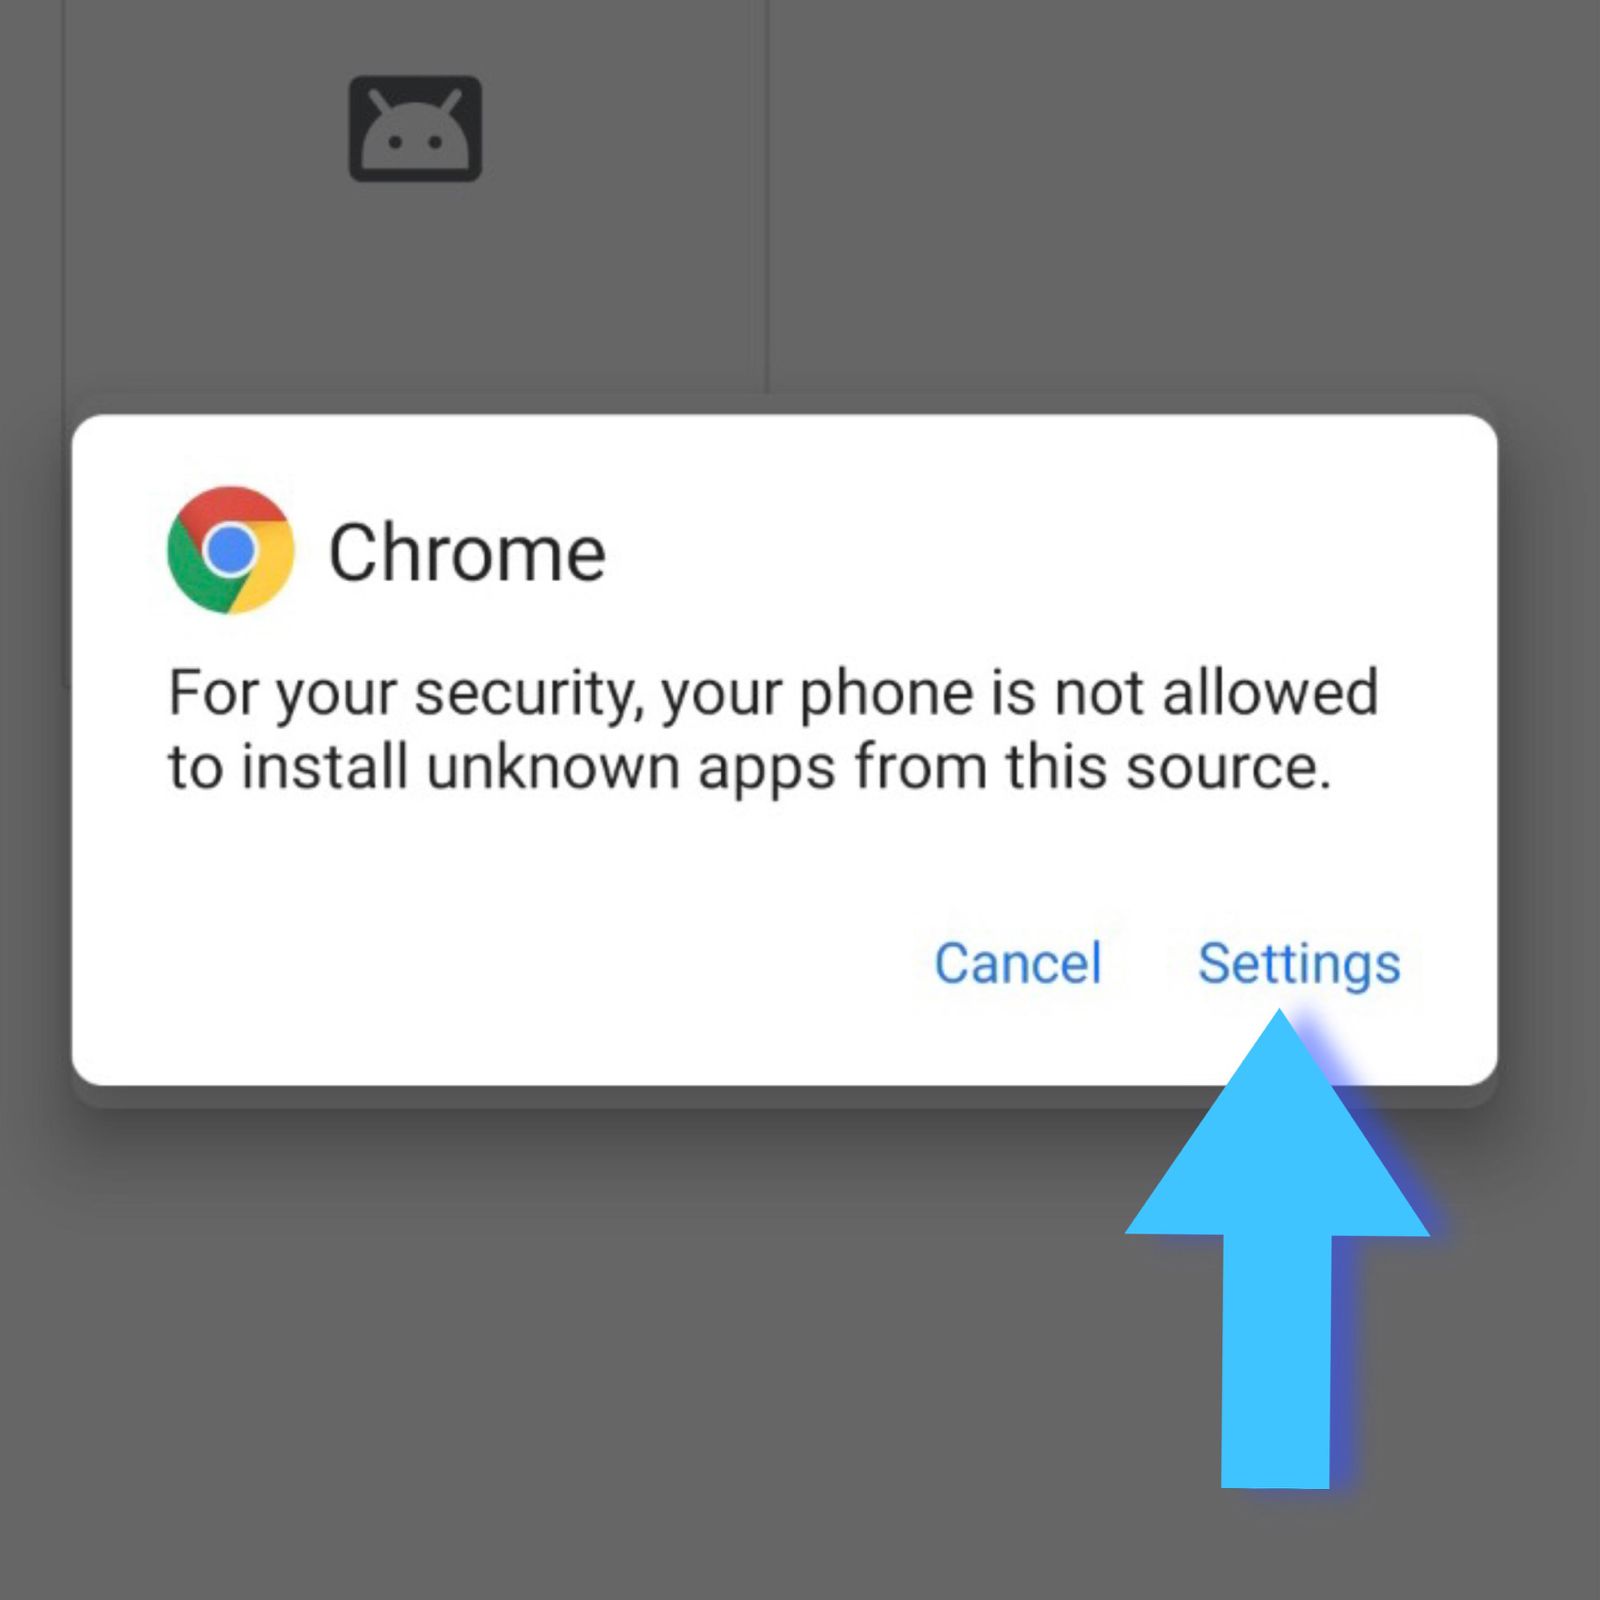 Chrome
For your security, your phone is not allowed
to install unknown apps from this source.
Cancel Settings